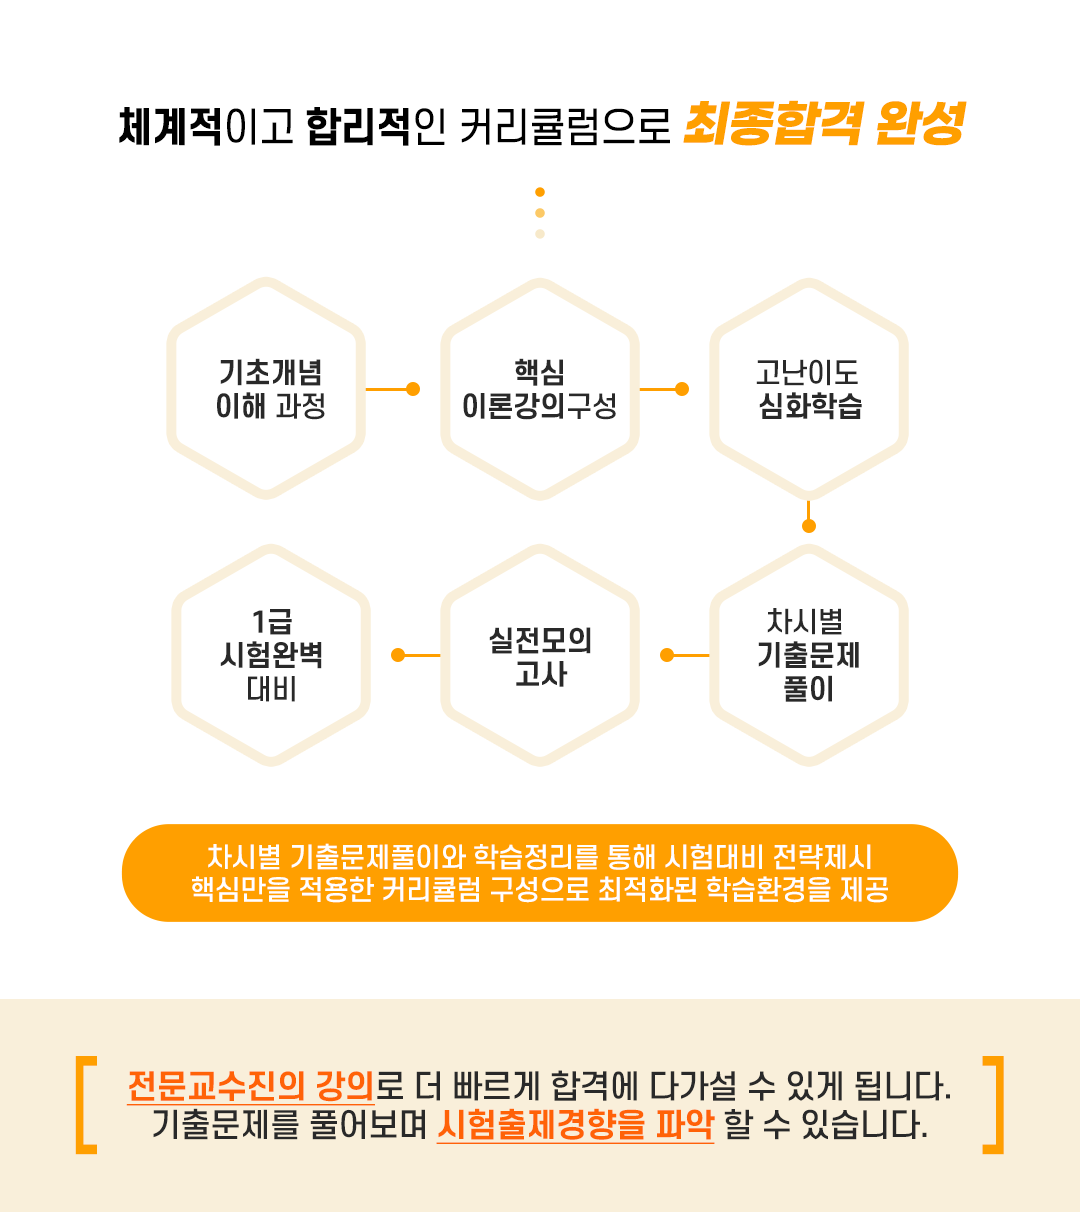 체계적이고 합리적인 커리큘럼으로 최종합격 완성
기초개념
이해 과정
핵심
이론강의구성
고난이도
심화학습
차시별
기출문제
풀이
실전모의
고사
1급
시험완벽
대비
차시별 기출문제풀이와 학습정리를 통해 시험대비 전략제시
핵심만을 적용한 커리큘럼 구성으로 최적화된 학습환경을 제공
전문교수진의 강의로 더 빠르게 합격에 다가설 수 있게 됩니다.
기출문제를 풀어보며 시험출제경향을 파악 할 수 있습니다.